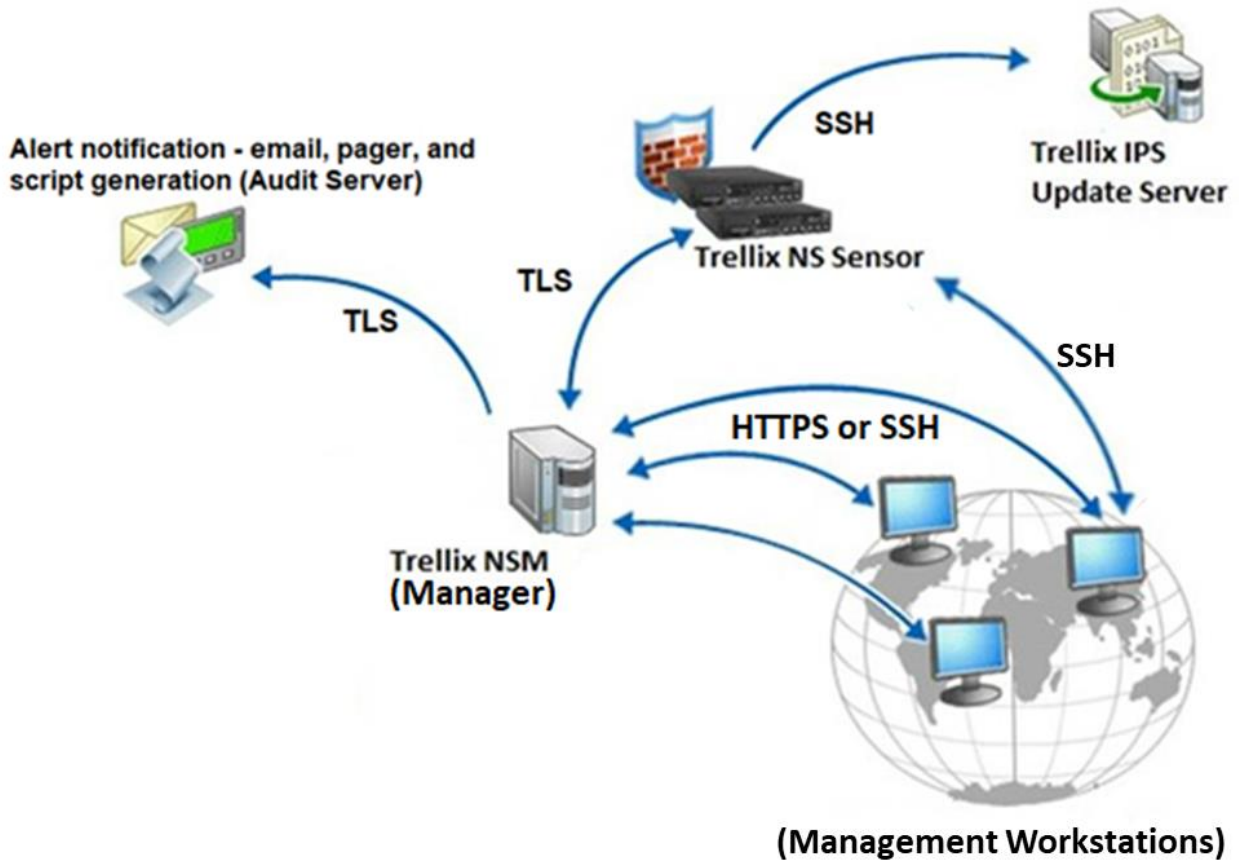 Alert notification - email, pager, and
script generation (Audit Server)
TLS
SSH
Trellix IPS
Update Server
Trellix NS Sensor
TLS
SSH
HTTPS or SSH
Trellix NSM
(Manager)
(Management Workstations)